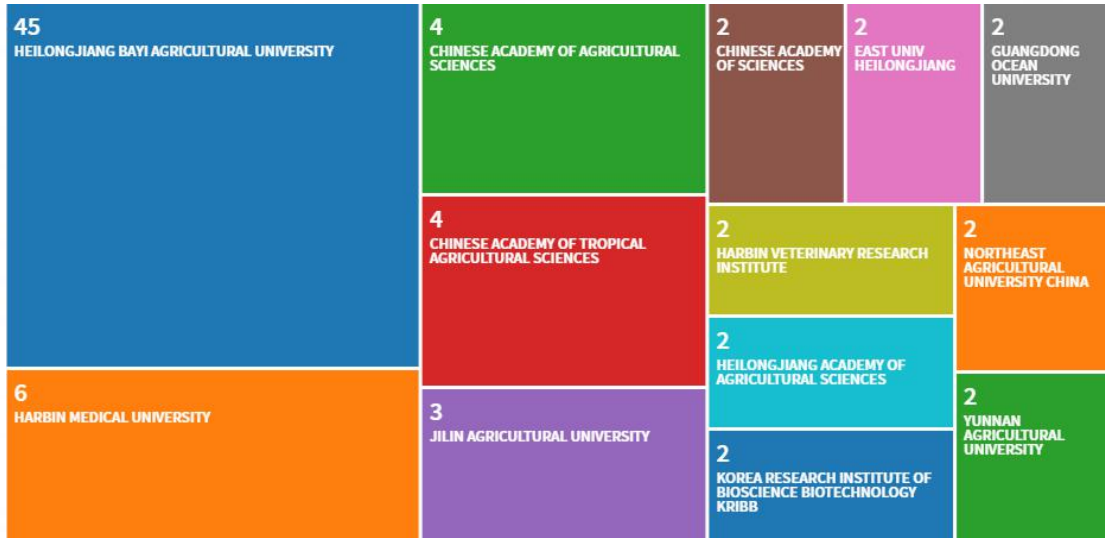 45
HEILONGJIANG BAYI AGRICULTURAL UNIVERSITY
6
HARBIN MEDICAL UNIVERSITY
4
CHINESE ACADEMY OF AGRICULTURAL
SCIENCES
4
CHINESE ACADEMY OF TROPICAL
AGRICULTURAL SCIENCES
3
JILIN AGRICULTURAL UNIVERSITY
2
CHINESE ACADEMY
OF SCIENCES
2
EAST UNIV
HEILONGJIANG
2
GUANGDONG
OCEAN
UNIVERSITY
2
HARBIN VETERINARY RESEARCH
INSTITUTE
2
HEILONGJIANG ACADEMY OF
AGRICULTURAL SCIENCES
2
KOREA RESEARCH INSTITUTE OF
BIOSCIENCE BIOTECHNOLOGY
KRIBB
2
NORTHEAST
AGRICULTURAL
UNIVERSITY CHINA
2
YUNNAN
AGRICULTURAL
UNIVERSITY